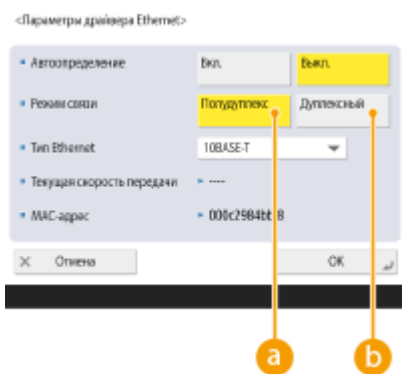 <Параметры драйвера Ethernet>
Автоопределение Вкл. Выкл.
Режим связи Полудуплекс Дуплексный
Тип Ethernet 10BASE-T
Текущая скорость передачи ----
MAC-адрес
Отмена OK
a b